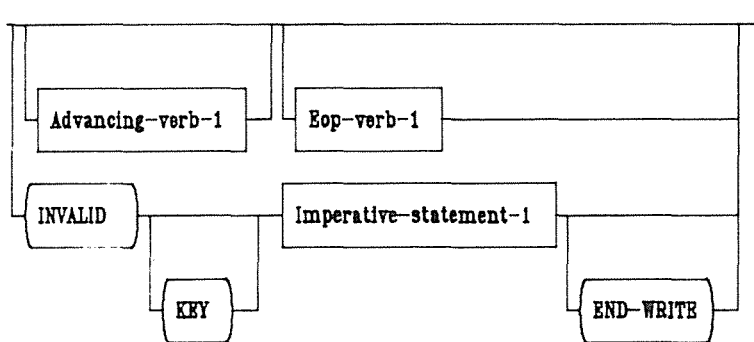 Advancing-verb-1 Eop-verb-1
INVALID Imperative-statement-1
KEY END-WRITE